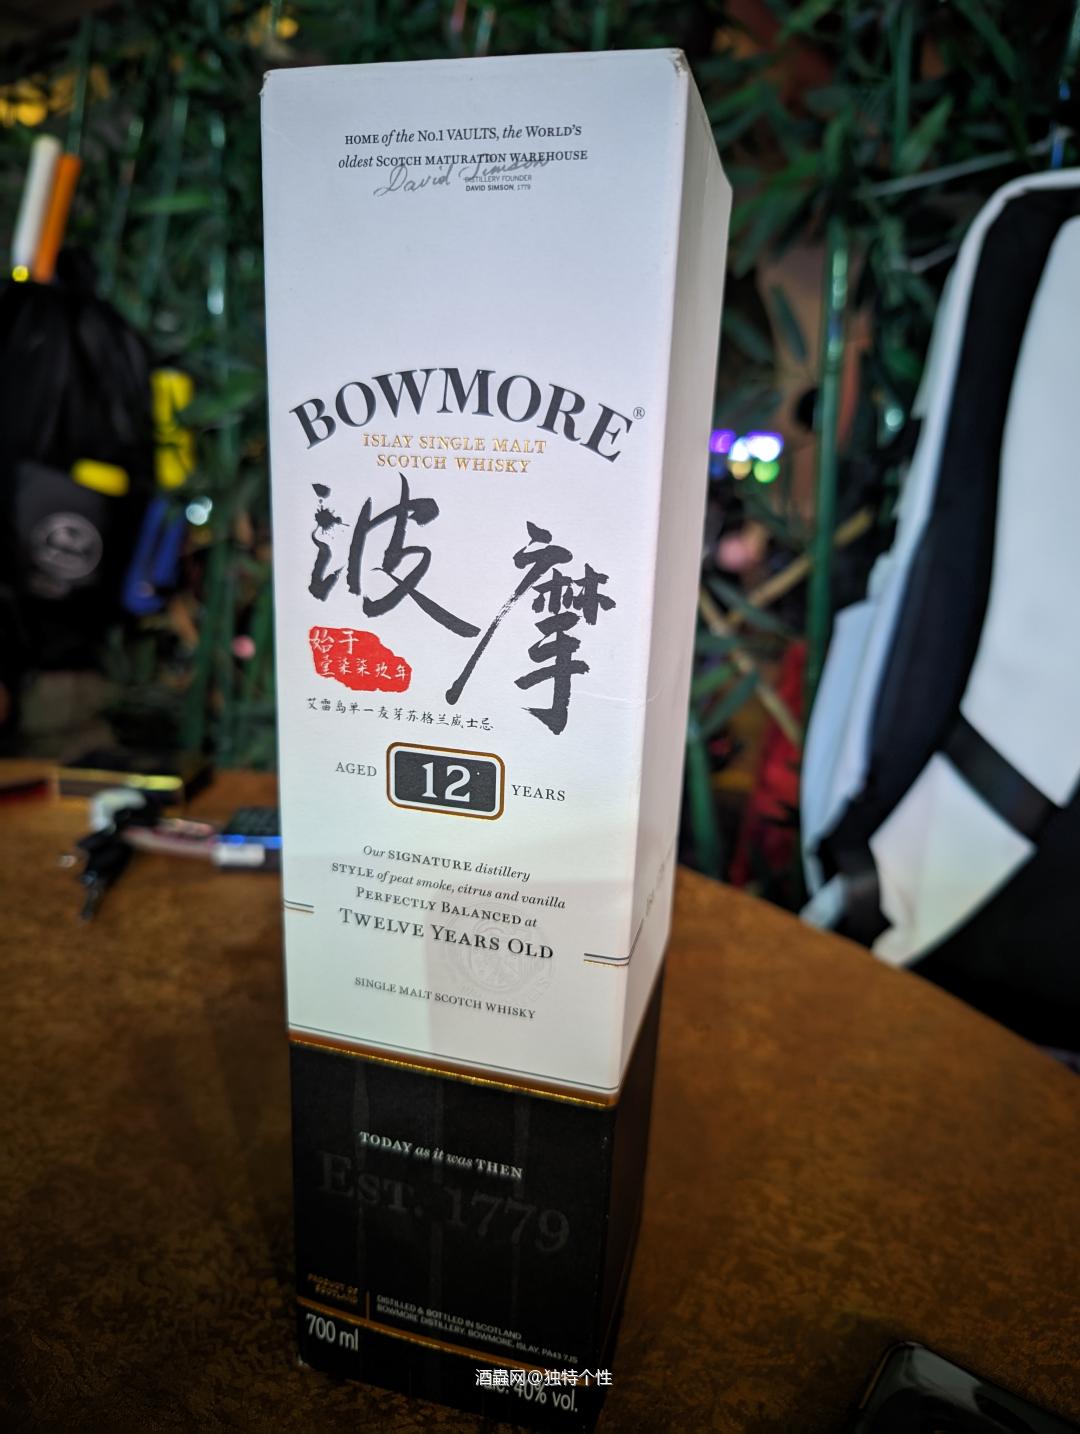 HOME of the No.1 VAULTS, the WORLD'S
oldest SCOTCH MATURATION WAREHOUSE
David Simson
DISTILLERY FOUNDER
DAVID SIMSON, 1779
BOWMORE®
ISLAY SINGLE MALT
SCOTCH WHISKY
波摩
始于
壹柒柒玖年
艾雷岛单一麦芽苏格兰威士忌
AGED 12 YEARS
Our SIGNATURE distillery
STYLE of peat smoke, citrus and vanilla
PERFECTLY BALANCED at
TWELVE YEARS OLD
SINGLE MALT SCOTCH WHISKY
TODAY as it was THEN
EST. 1779
PRODUCT OF
SCOTLAND
DISTILLED & BOTTLED IN SCOTLAND
BOWMORE DISTILLERY, BOWMORE, ISLAY, PA43 7JS
700 ml
40% vol.
酒蟲网@独特个性